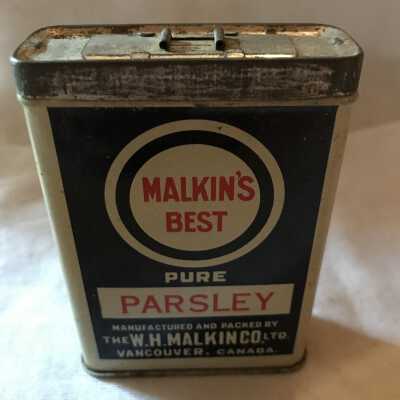 MALKIN'S
BEST
PURE
PARSLEY
MANUFACTURED AND PACKED BY
THE W.H. MALKIN CO. LTD.
VANCOUVER, CANADA.